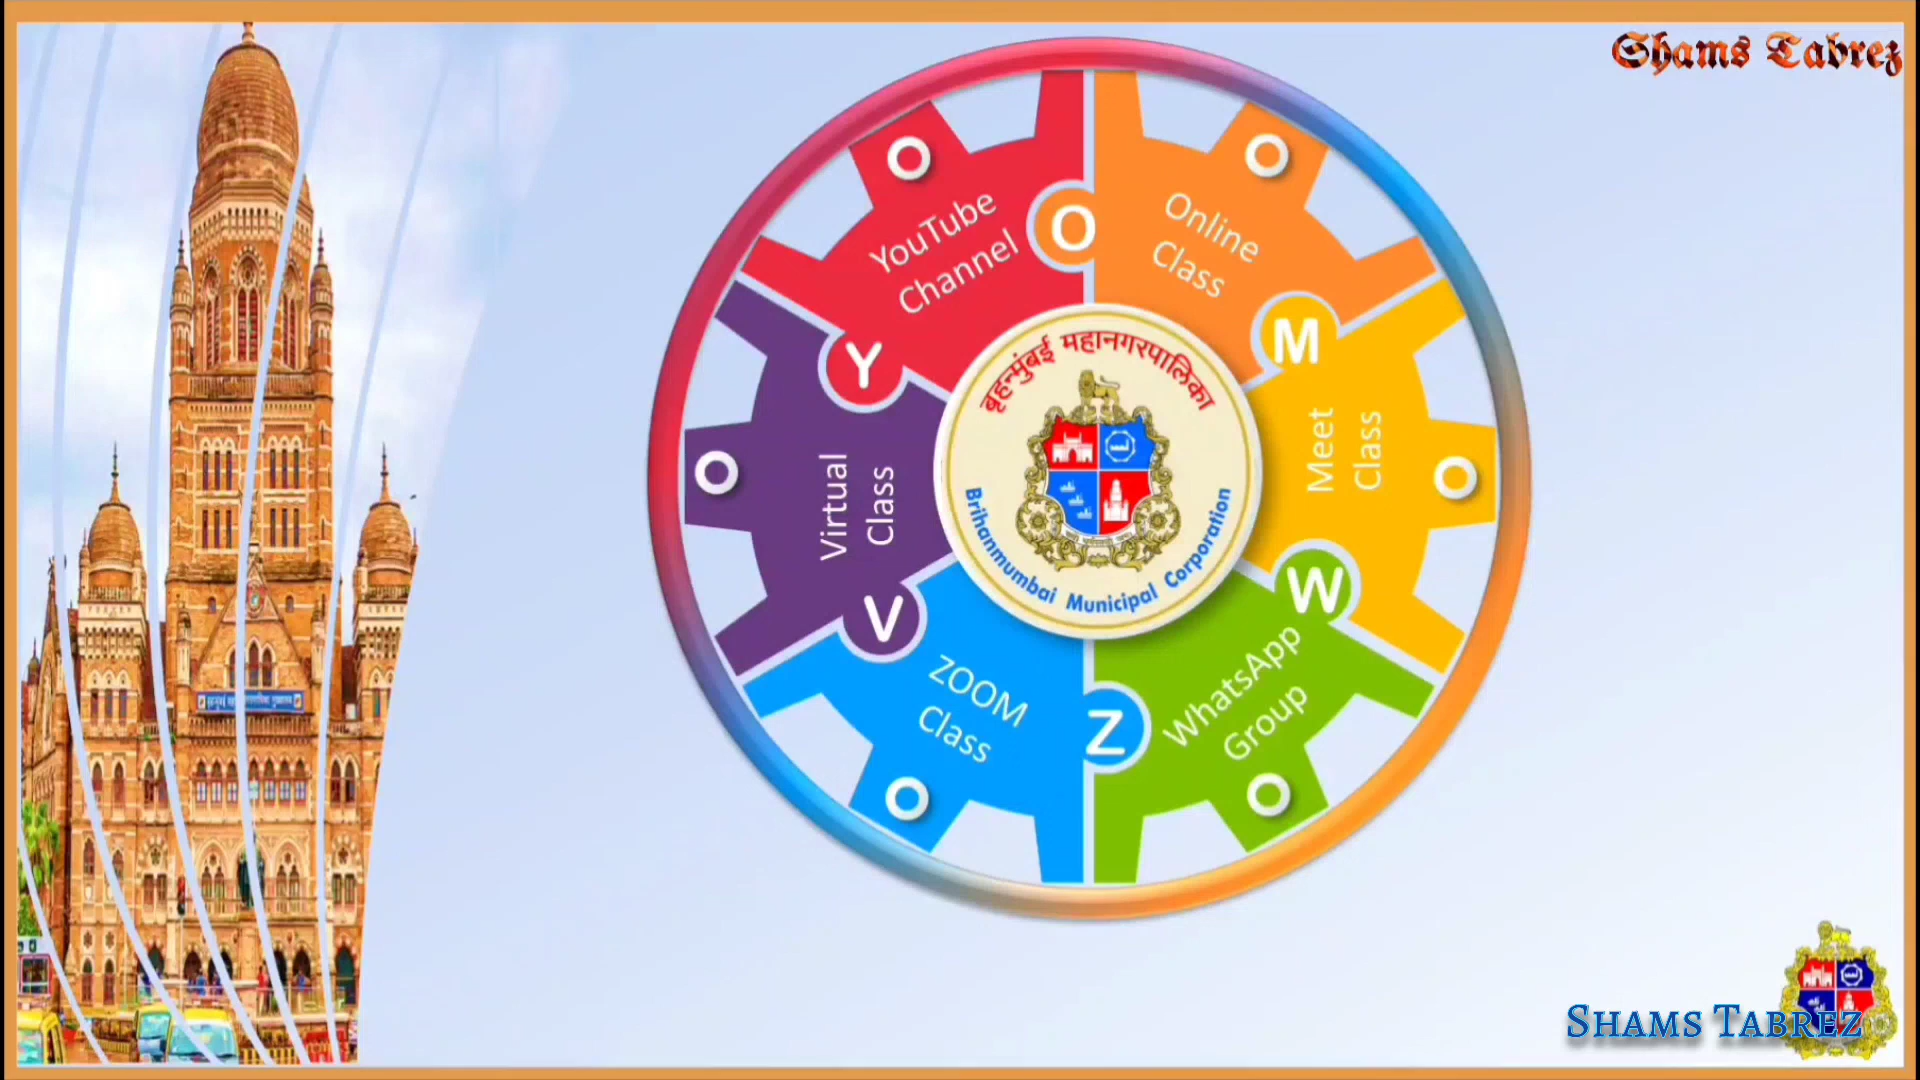 Shams Tabrez
YouTube
Channel
O
Online
Class
Y
M
बृहन्मुंबई महानगरपालिका
Virtual
Class
Meet
Class
Brihanmumbai Municipal Corporation
V
W
ZOOM
Class
Z
WhatsApp
Group
Shams Tabrez